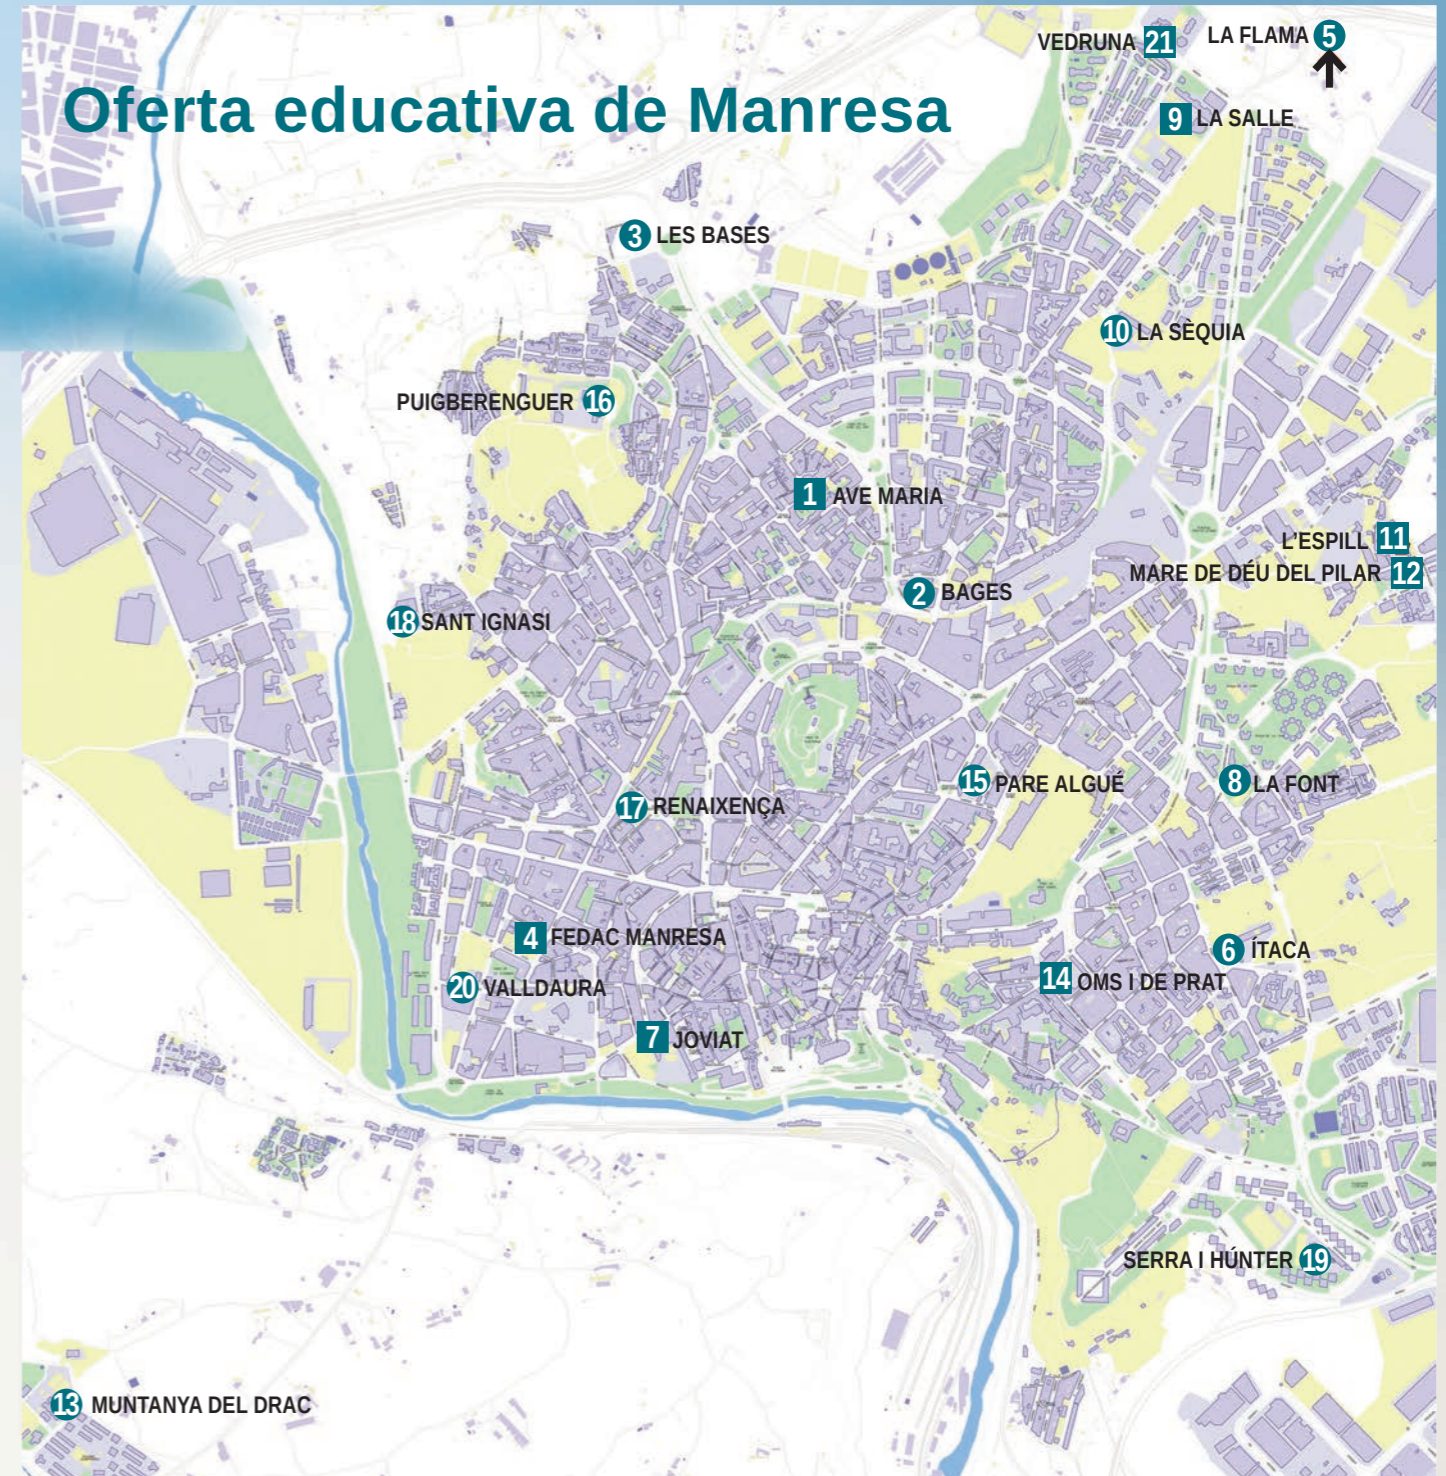 VEDRUNA 21
LA FLAMA 5
Oferta educativa de Manresa
9 LA SALLE
3 LES BASES
10 LA SÈQUIA
PUIGBERENGUER 16
1 AVE MARIA
L'ESPILL 11
MARE DE DÉU DEL PILAR 12
2 BAGES
18 SANT IGNASI
15 PARE ALGUÉ
8 LA FONT
17 RENAIXENÇA
4 FEDAC MANRESA
6 ÍTACA
14 OMS I DE PRAT
20 VALLDAURA
7 JOVIAT
SERRA I HÚNTER 19
13 MUNTANYA DEL DRAC